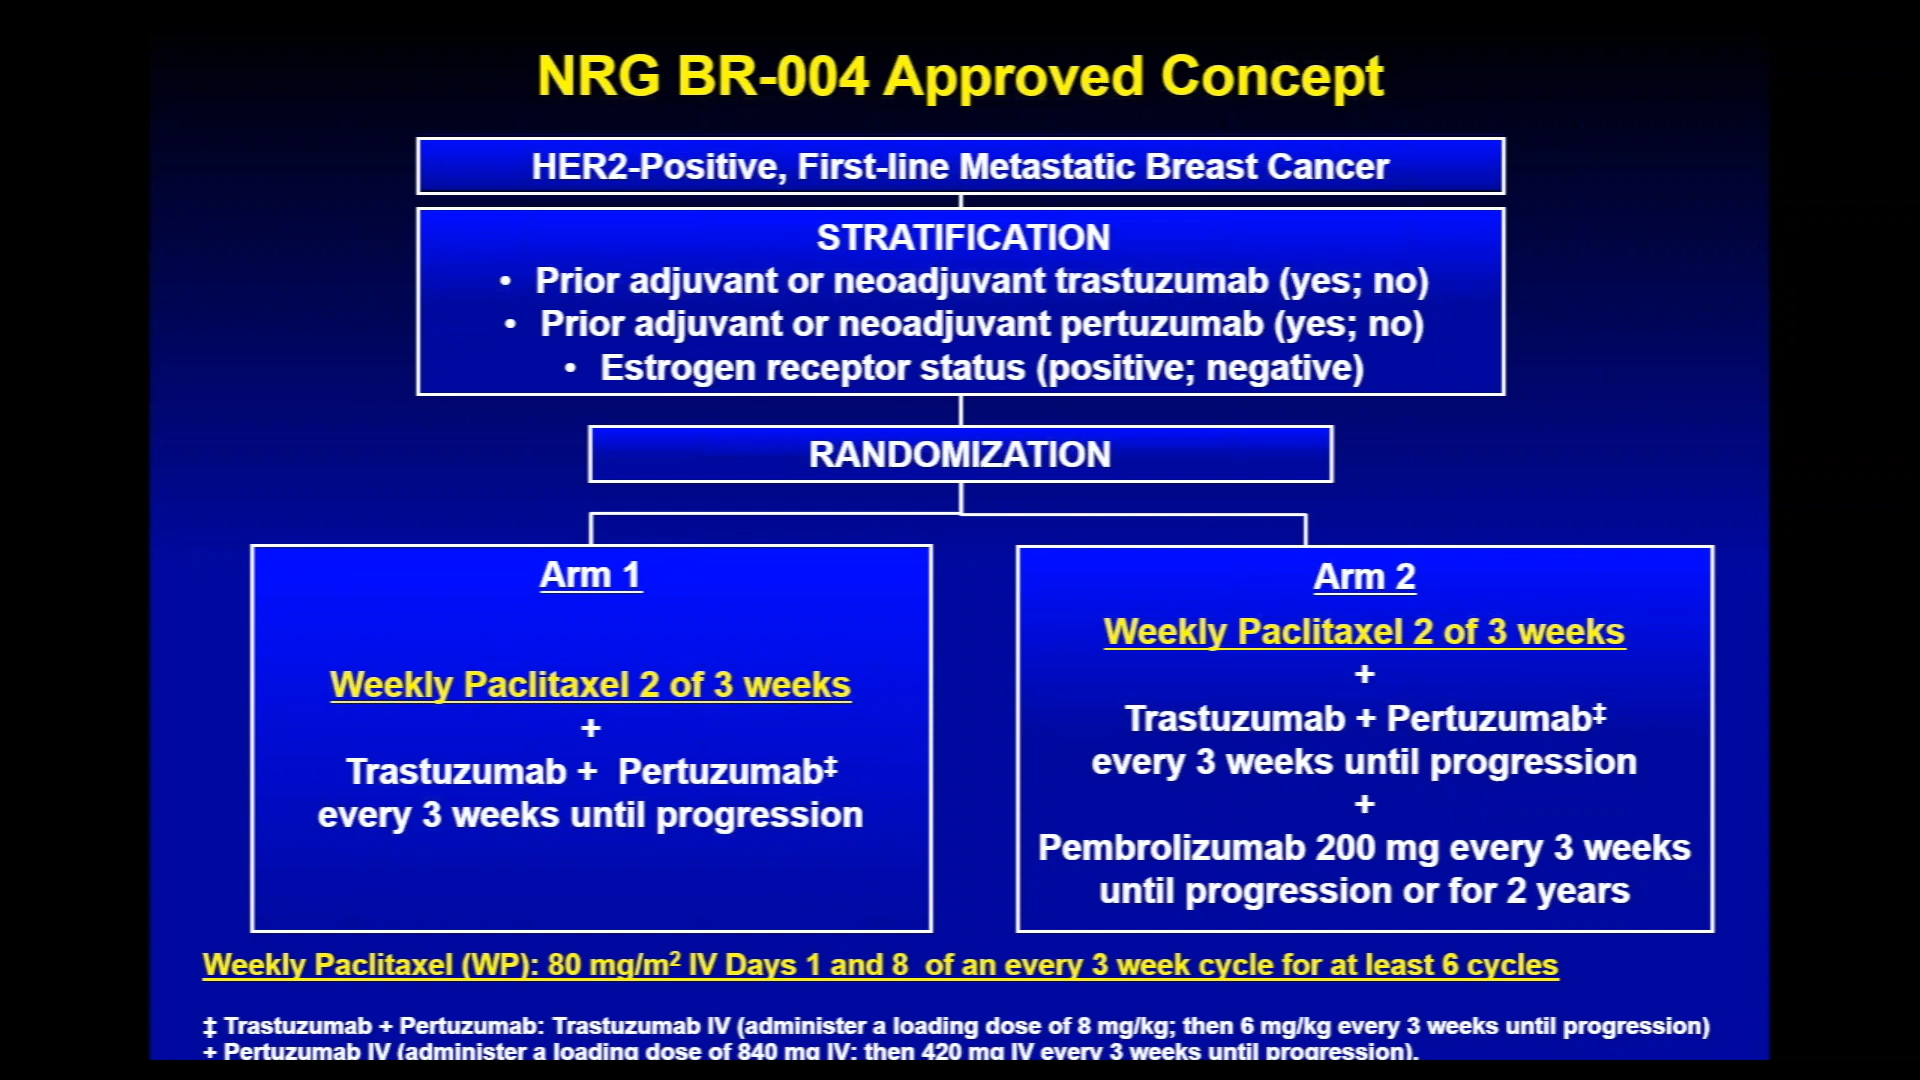 NRG BR-004 Approved Concept
HER2-Positive, First-line Metastatic Breast Cancer
STRATIFICATION
• Prior adjuvant or neoadjuvant trastuzumab (yes; no)
• Prior adjuvant or neoadjuvant pertuzumab (yes; no)
• Estrogen receptor status (positive; negative)
RANDOMIZATION
Arm 1
Weekly Paclitaxel 2 of 3 weeks
+
Trastuzumab + Pertuzumab‡
every 3 weeks until progression
Arm 2
Weekly Paclitaxel 2 of 3 weeks
+
Trastuzumab + Pertuzumab‡
every 3 weeks until progression
+
Pembrolizumab 200 mg every 3 weeks
until progression or for 2 years
Weekly Paclitaxel (WP): 80 mg/m² IV Days 1 and 8 of an every 3 week cycle for at least 6 cycles
‡ Trastuzumab + Pertuzumab: Trastuzumab IV (administer a loading dose of 8 mg/kg; then 6 mg/kg every 3 weeks until progression)
+ Pertuzumab IV (administer a loading dose of 840 mg IV; then 420 mg IV every 3 weeks until progression).